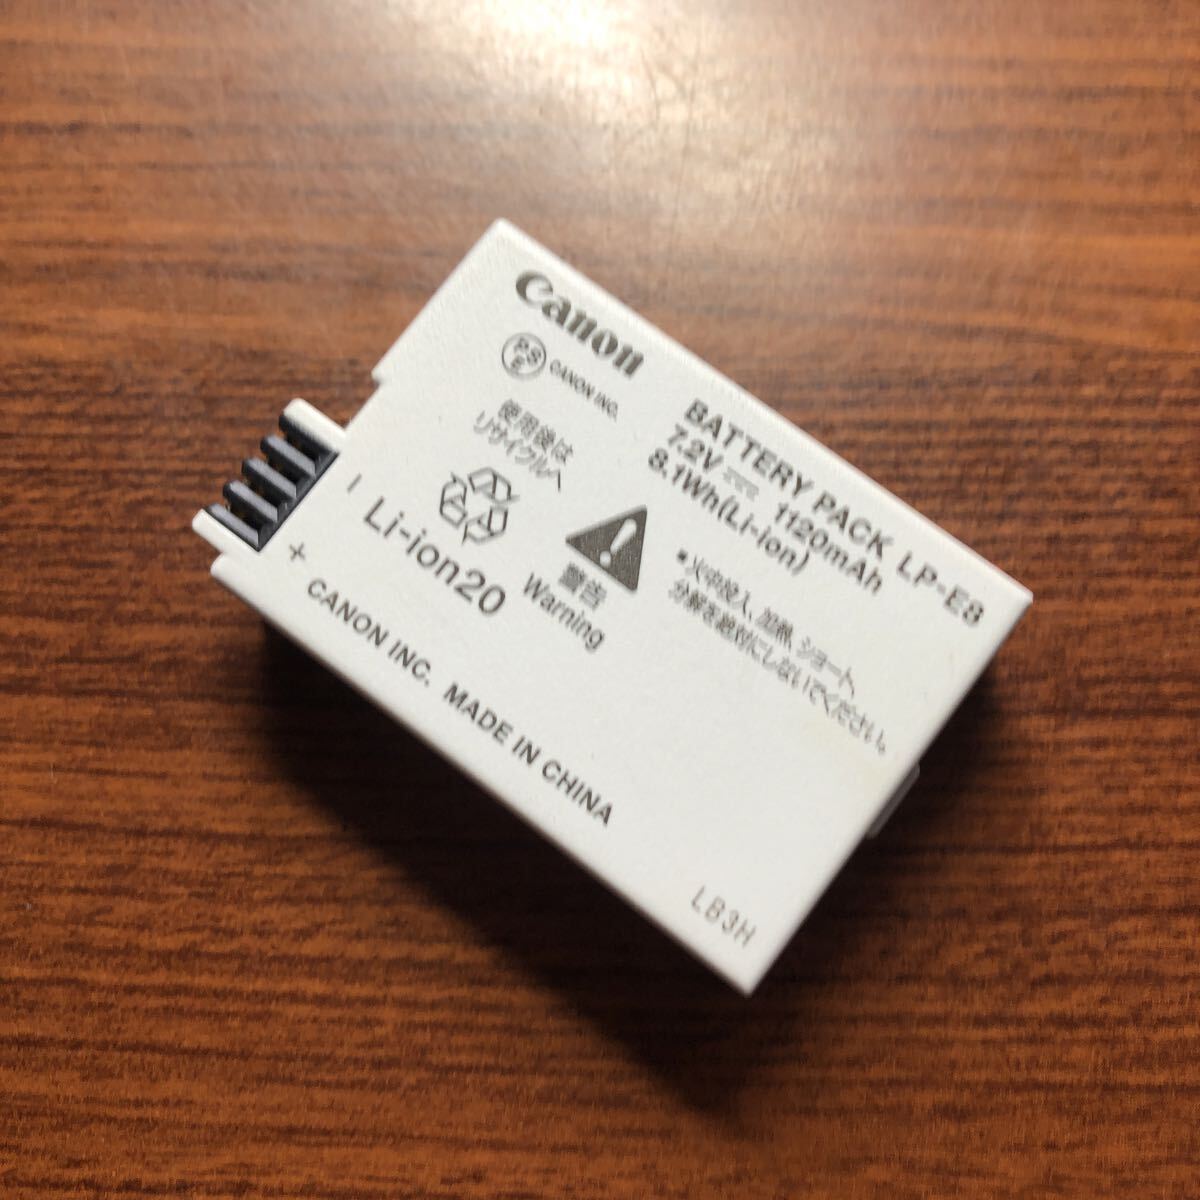 Canon
PSE CANON INC.
BATTERY PACK LP-E8
7.2V ⎓ 1120mAh
8.1Wh(Li-ion)
使用後は
リサイクルへ
警告
Warning
•火中投入、加熱、ショート、
分解を絶対にしないでください。
−
+
Li-ion20
CANON INC. MADE IN CHINA
LB3H